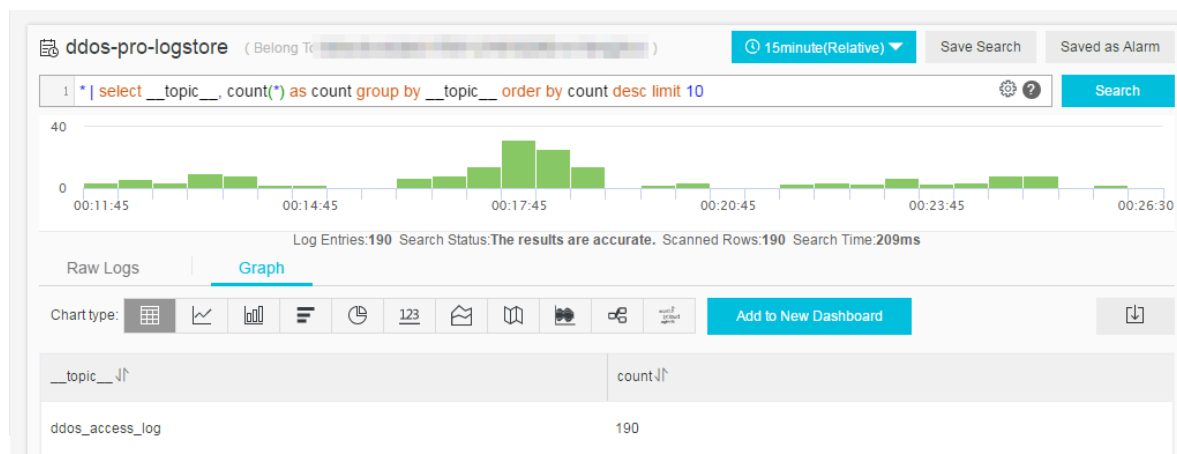 ddos-pro-logstore ( Belong To ) 15minute(Relative) Save Search Saved as Alarm
1 * | select __topic__, count(*) as count group by __topic__ order by count desc limit 10 ? Search
40
0
00:11:45 00:14:45 00:17:45 00:20:45 00:23:45 00:26:30
Log Entries:190 Search Status:The results are accurate. Scanned Rows:190 Search Time:209ms
Raw Logs Graph
Chart type: 123 Add to New Dashboard
__topic__ count
ddos_access_log 190